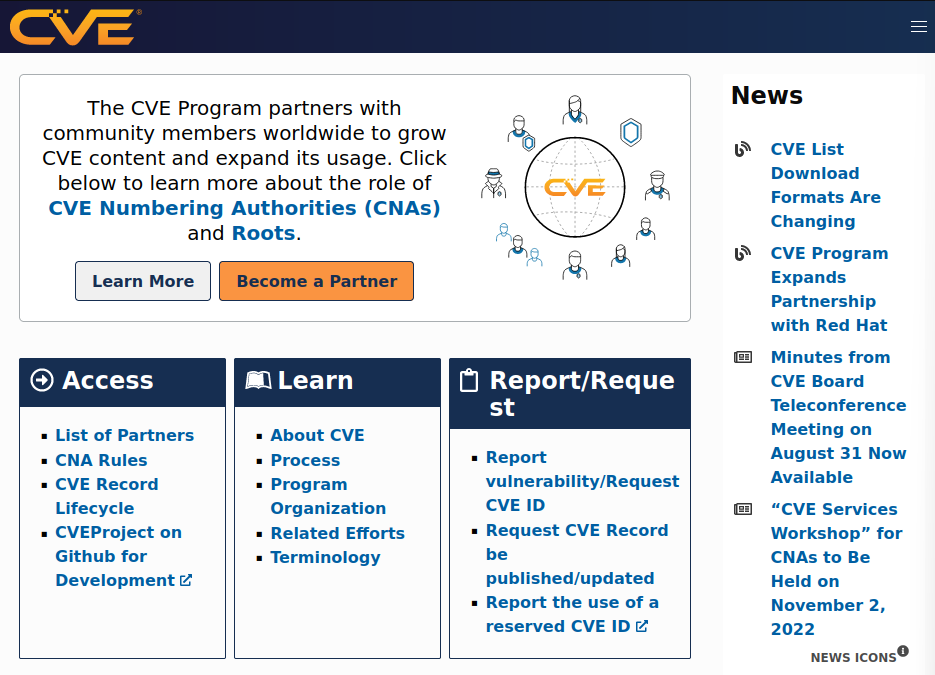 CVE®
The CVE Program partners with
community members worldwide to grow
CVE content and expand its usage. Click
below to learn more about the role of
CVE Numbering Authorities (CNAs)
and Roots.
Learn More
Become a Partner
CVE
Access
List of Partners
CNA Rules
CVE Record
Lifecycle
CVEProject on
Github for
Development
Learn
About CVE
Process
Program
Organization
Related Efforts
Terminology
Report/Reque
st
Report
vulnerability/Request
CVE ID
Request CVE Record
be
published/updated
Report the use of a
reserved CVE ID
News
CVE List
Download
Formats Are
Changing
CVE Program
Expands
Partnership
with Red Hat
Minutes from
CVE Board
Teleconference
Meeting on
August 31 Now
Available
“CVE Services
Workshop” for
CNAs to Be
Held on
November 2,
2022
NEWS ICONS